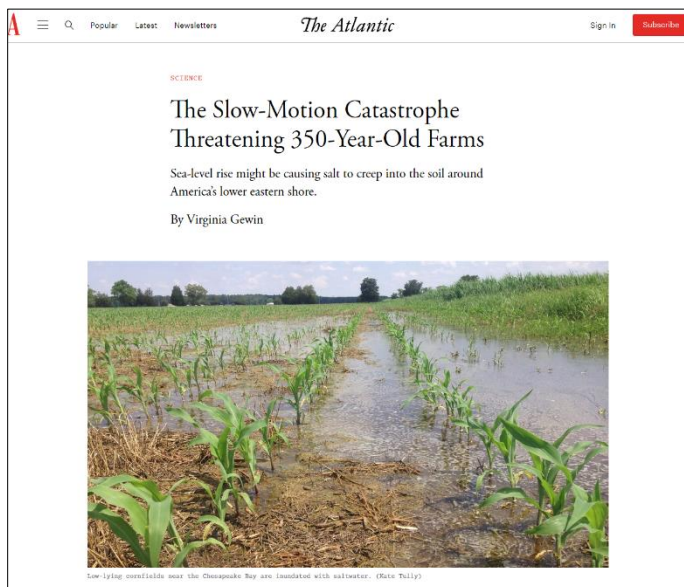 A Popular Latest Newsletters The Atlantic Sign In Subscribe
SCIENCE
The Slow-Motion Catastrophe
Threatening 350-Year-Old Farms
Sea-level rise might be causing salt to creep into the soil around
America's lower eastern shore.
By Virginia Gewin
Low-lying cornfields near the Chesapeake Bay are inundated with saltwater. (Kate Tully)